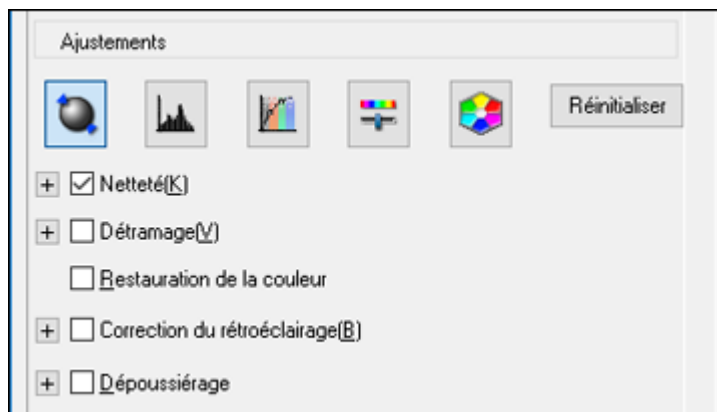 Ajustements
Réinitialiser
Netteté(K)
Détramage(V)
Restauration de la couleur
Correction du rétroéclairage(B)
Dépoussiérage